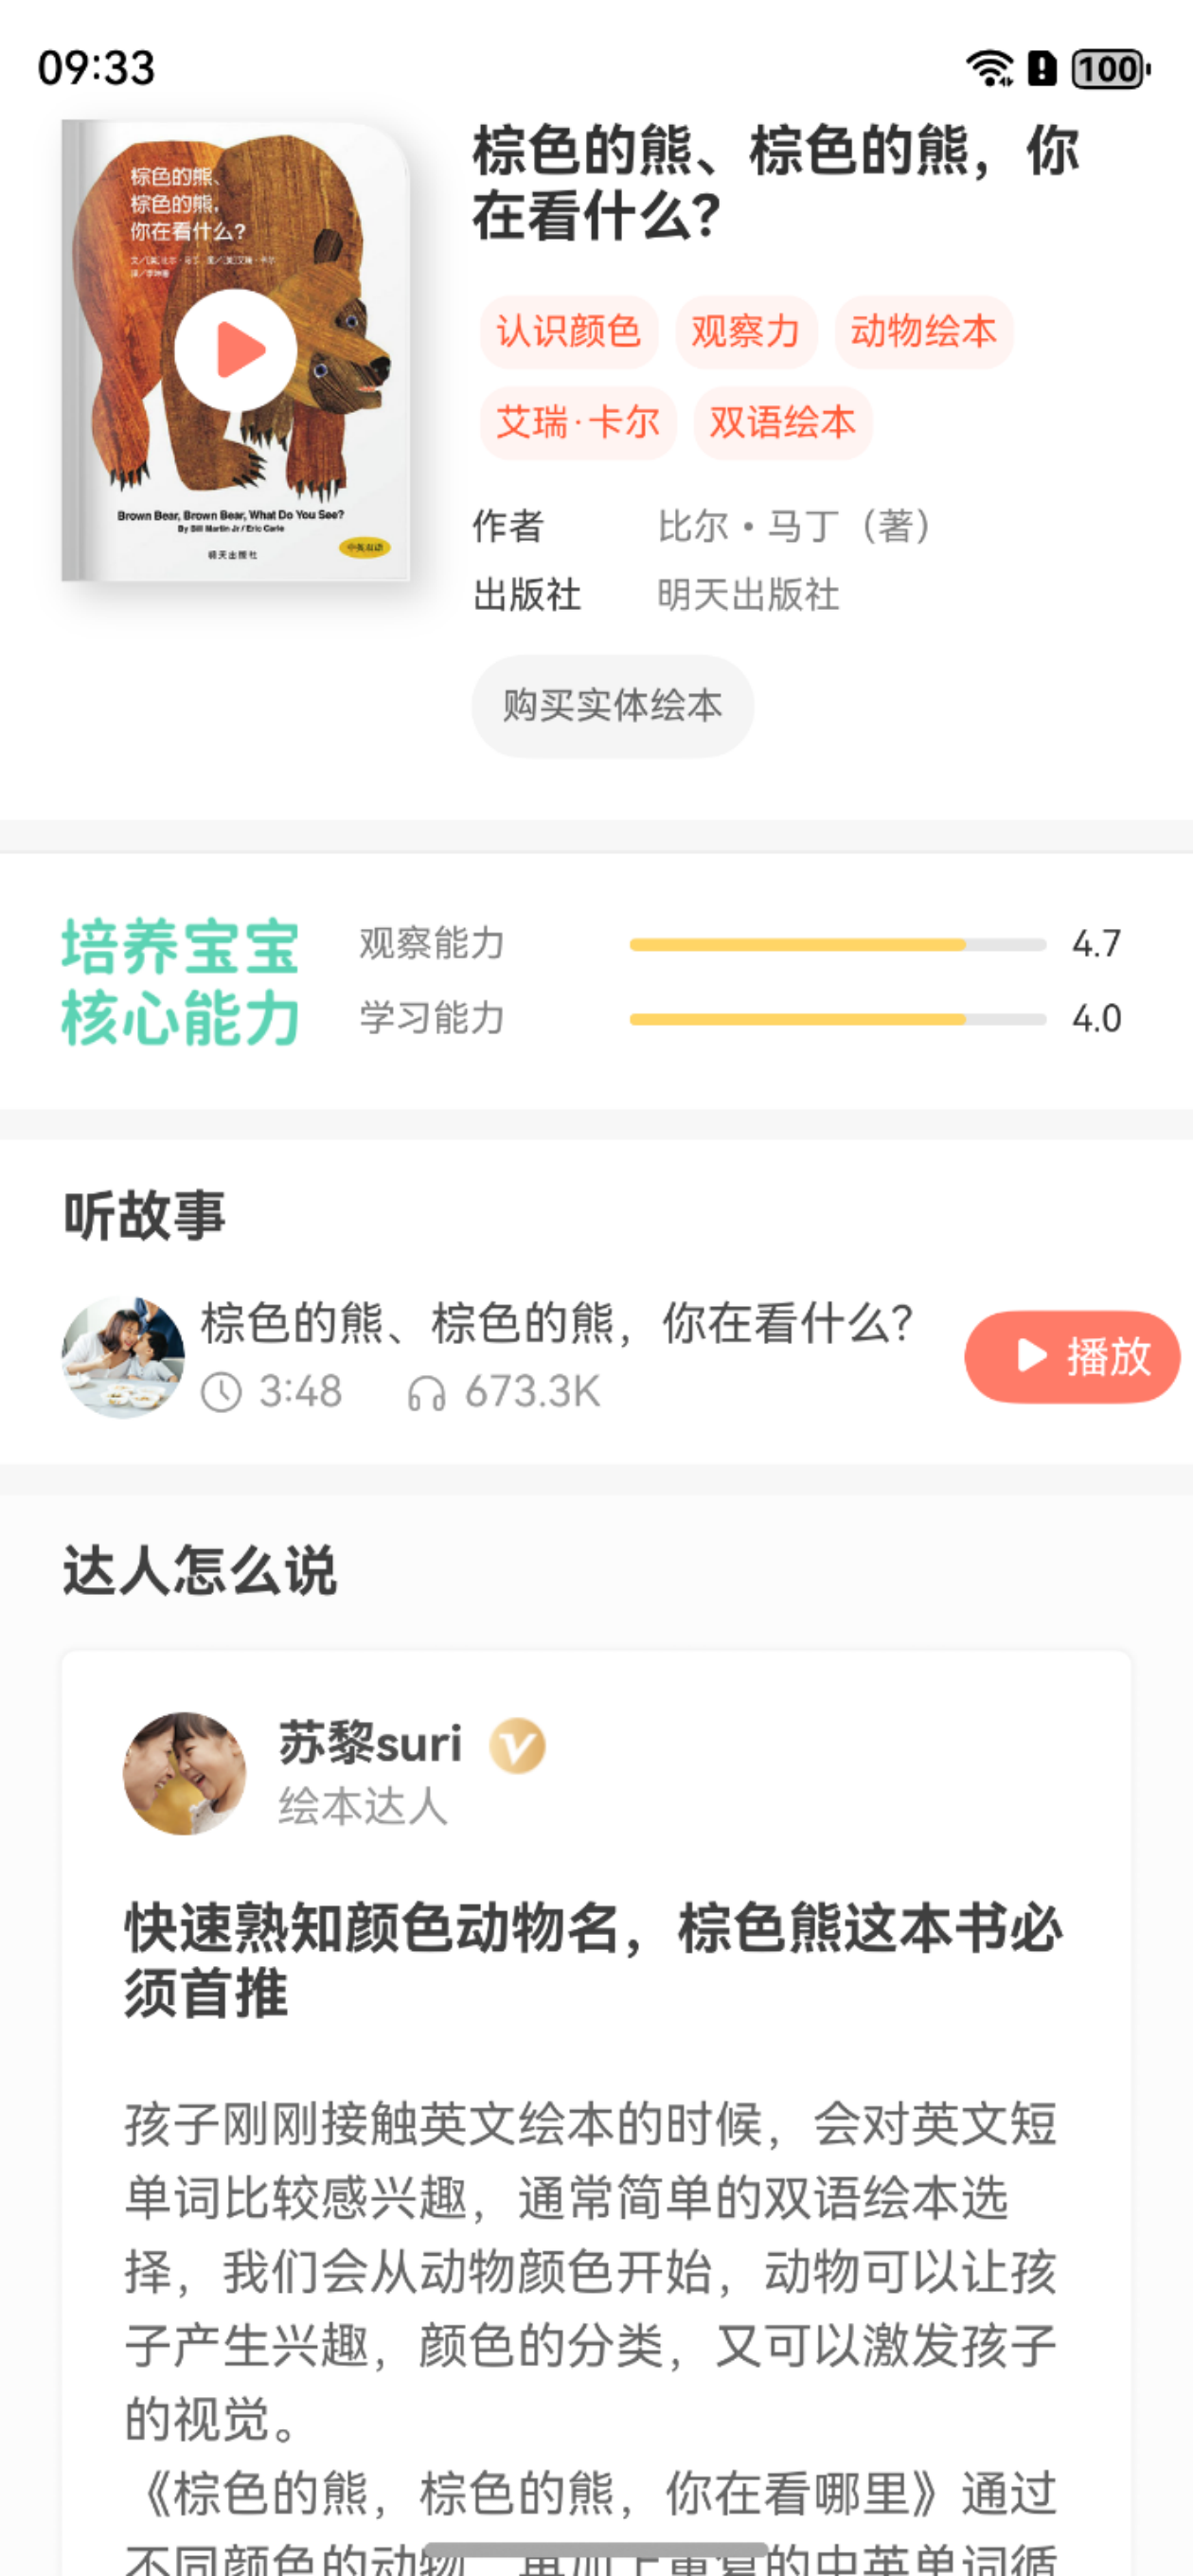 09:33
100
棕色的熊、
棕色的熊,
你在看什么?
Brown Bear, Brown Bear, What Do You See?
By Bill Martin Jr / Eric Carle
明天出版社
中英双语
棕色的熊、棕色的熊，你
在看什么？
认识颜色 观察力 动物绘本
艾瑞·卡尔 双语绘本
作者 比尔·马丁（著）
出版社 明天出版社
购买实体绘本
培养宝宝
核心能力
观察能力 4.7
学习能力 4.0
听故事
棕色的熊、棕色的熊，你在看什么？
3:48 673.3K
播放
达人怎么说
苏黎suri
绘本达人
快速熟知颜色动物名，棕色熊这本书必
须首推
孩子刚刚接触英文绘本的时候，会对英文短
单词比较感兴趣，通常简单的双语绘本选
择，我们会从动物颜色开始，动物可以让孩
子产生兴趣，颜色的分类，又可以激发孩子
的视觉。
《棕色的熊，棕色的熊，你在看哪里》通过
不同颜色的动物，再加上重复的中英单词循